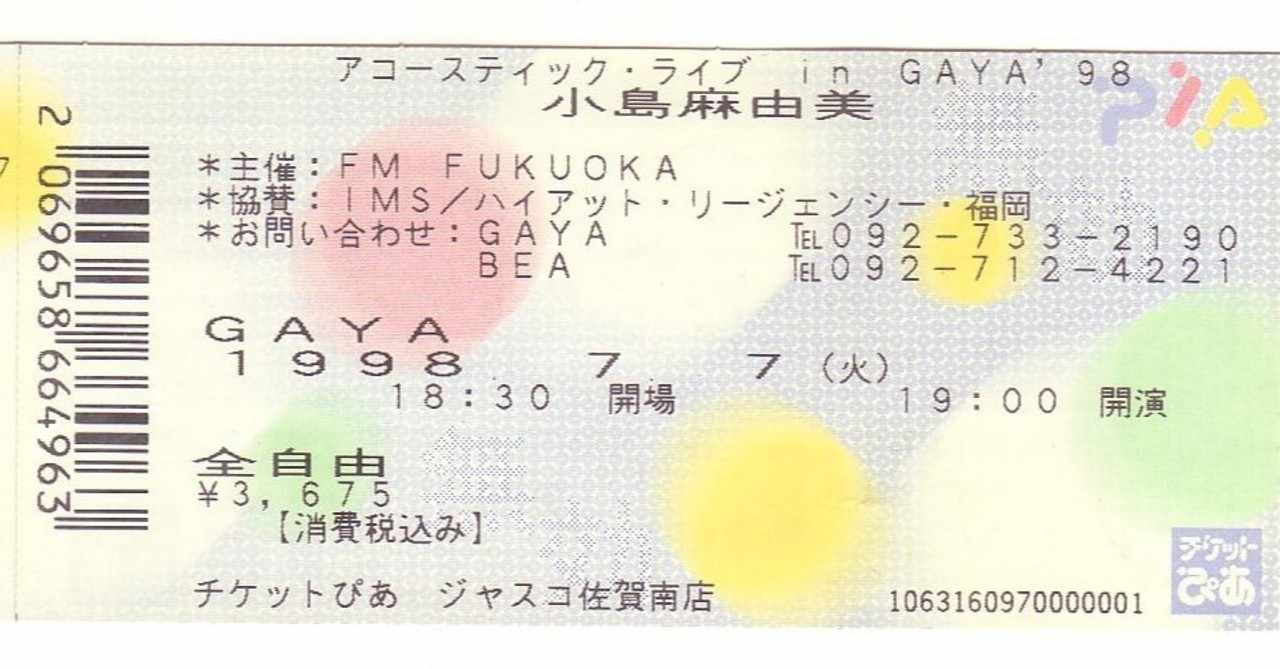 アコースティック・ライブ in GAYA'98
小島麻由美
PIA
*主催:FM FUKUOKA
*協賛:IMS/ハイアット・リージェンシー・福岡
*お問い合わせ:GAYA ℡092-733-2190
BEA ℡092-712-4221
GAYA
1998. 7. 7 (火)
18:30 開場 19:00 開演
全自由
¥3,675
【消費税込み】
チケットぴあ ジャスコ佐賀南店 1063160970000001
チケット
ぴあ
2069658664963
7